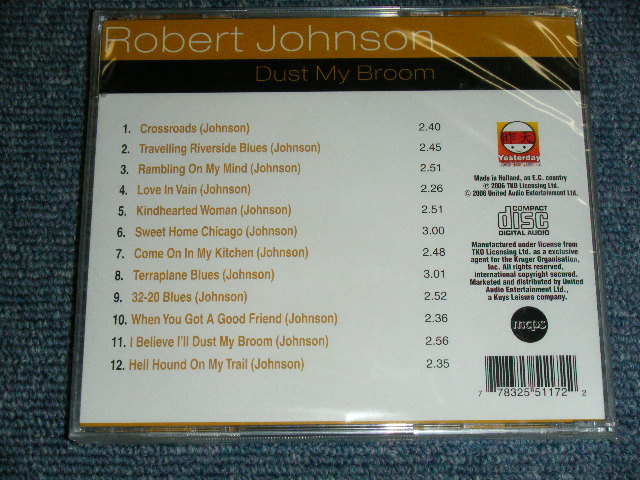 Robert Johnson
Dust My Broom
1. Crossroads (Johnson) 2.40
2. Travelling Riverside Blues (Johnson) 2.45
3. Rambling On My Mind (Johnson) 2.51
4. Love In Vain (Johnson) 2.26
5. Kindhearted Woman (Johnson) 2.51
6. Sweet Home Chicago (Johnson) 3.00
7. Come On In My Kitchen (Johnson) 2.48
8. Terraplane Blues (Johnson) 3.01
9. 32-20 Blues (Johnson) 2.52
10. When You Got A Good Friend (Johnson) 2.36
11. I Believe I'll Dust My Broom (Johnson) 2.56
12. Hell Hound On My Trail (Johnson) 2.35
昨天
Yesterday
Made in Holland, an E.C. country
℗ 2006 TKO Licensing Ltd.
© 2006 United Audio Entertainment Ltd.
COMPACT
disc
DIGITAL AUDIO
Manufactured under license from
TKO Licensing Ltd. as a exclusive
agent for the Kruger Organisation,
Inc. All rights reserved,
international copyright secured.
Marketed and distributed by United
Audio Entertainment Ltd.,
a Kuys Leisure company.
mcps
7 78325 51172 2